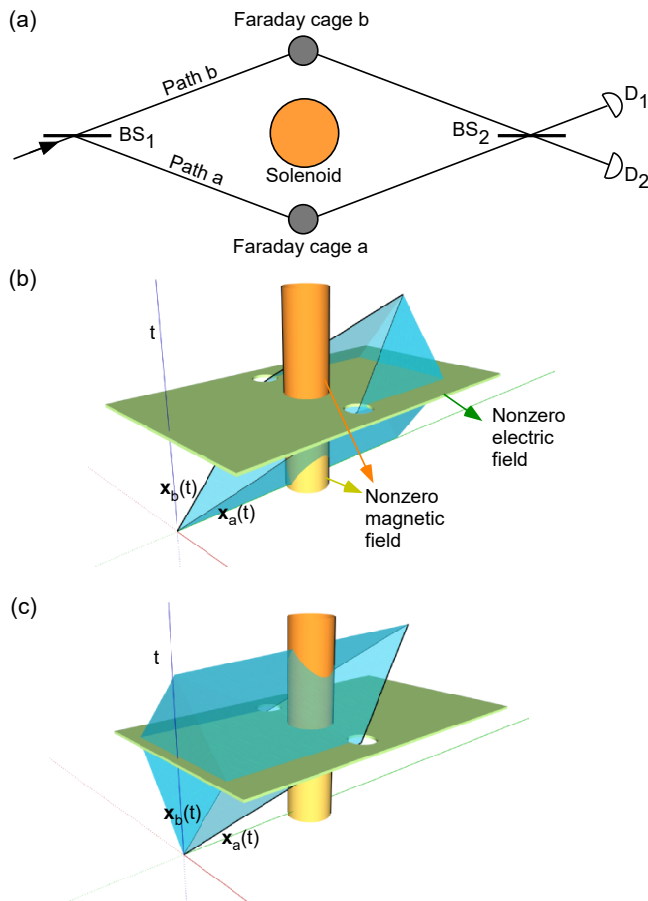 (a)
Faraday cage b
Path b
D1
BS1
BS2
Solenoid
Path a
D2
Faraday cage a
(b)
t
Nonzero
electric
field
xb(t)
xa(t)
Nonzero
magnetic
field
(c)
t
xb(t)
xa(t)